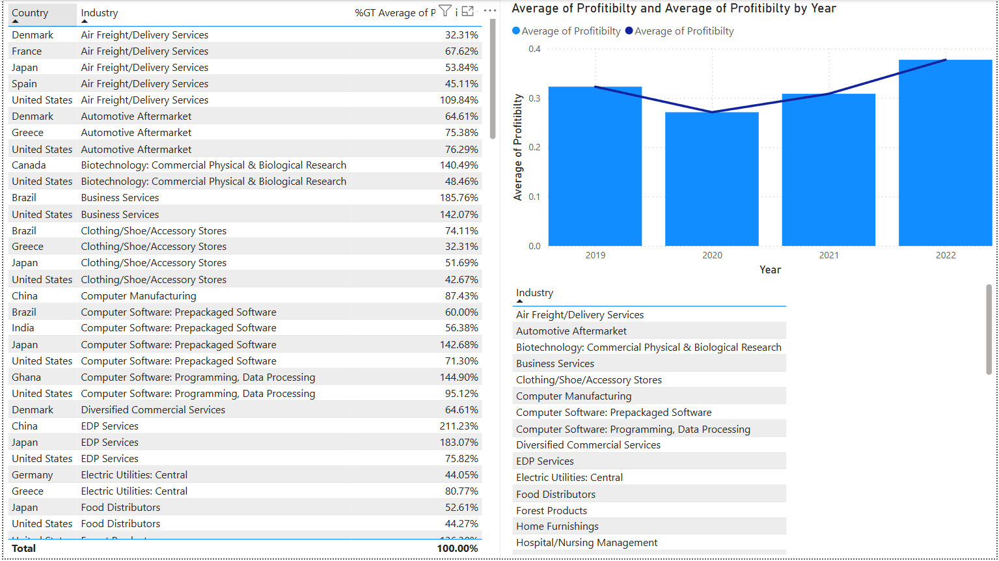 Country Industry %GT Average of P i
Denmark Air Freight/Delivery Services 32.31%
France Air Freight/Delivery Services 67.62%
Japan Air Freight/Delivery Services 53.84%
Spain Air Freight/Delivery Services 45.11%
United States Air Freight/Delivery Services 109.84%
Denmark Automotive Aftermarket 64.61%
Greece Automotive Aftermarket 75.38%
United States Automotive Aftermarket 76.29%
Canada Biotechnology: Commercial Physical & Biological Research 140.49%
United States Biotechnology: Commercial Physical & Biological Research 48.46%
Brazil Business Services 185.76%
United States Business Services 142.07%
Brazil Clothing/Shoe/Accessory Stores 74.11%
Greece Clothing/Shoe/Accessory Stores 32.31%
Japan Clothing/Shoe/Accessory Stores 51.69%
United States Clothing/Shoe/Accessory Stores 42.67%
China Computer Manufacturing 87.43%
Brazil Computer Software: Prepackaged Software 60.00%
India Computer Software: Prepackaged Software 56.38%
Japan Computer Software: Prepackaged Software 142.68%
United States Computer Software: Prepackaged Software 71.30%
Ghana Computer Software: Programming, Data Processing 144.90%
United States Computer Software: Programming, Data Processing 95.12%
Denmark Diversified Commercial Services 64.61%
China EDP Services 211.23%
Japan EDP Services 183.07%
United States EDP Services 75.82%
Germany Electric Utilities: Central 44.05%
Greece Electric Utilities: Central 80.77%
Japan Food Distributors 52.61%
United States Food Distributors 44.27%
Total 100.00%
Average of Profitibilty and Average of Profitibilty by Year
Average of Profitibilty Average of Profitibilty
Average of Profitibilty
0.4
0.3
0.2
0.1
0.0
2019 2020 2021 2022
Year
Industry
Air Freight/Delivery Services
Automotive Aftermarket
Biotechnology: Commercial Physical & Biological Research
Business Services
Clothing/Shoe/Accessory Stores
Computer Manufacturing
Computer Software: Prepackaged Software
Computer Software: Programming, Data Processing
Diversified Commercial Services
EDP Services
Electric Utilities: Central
Food Distributors
Forest Products
Home Furnishings
Hospital/Nursing Management